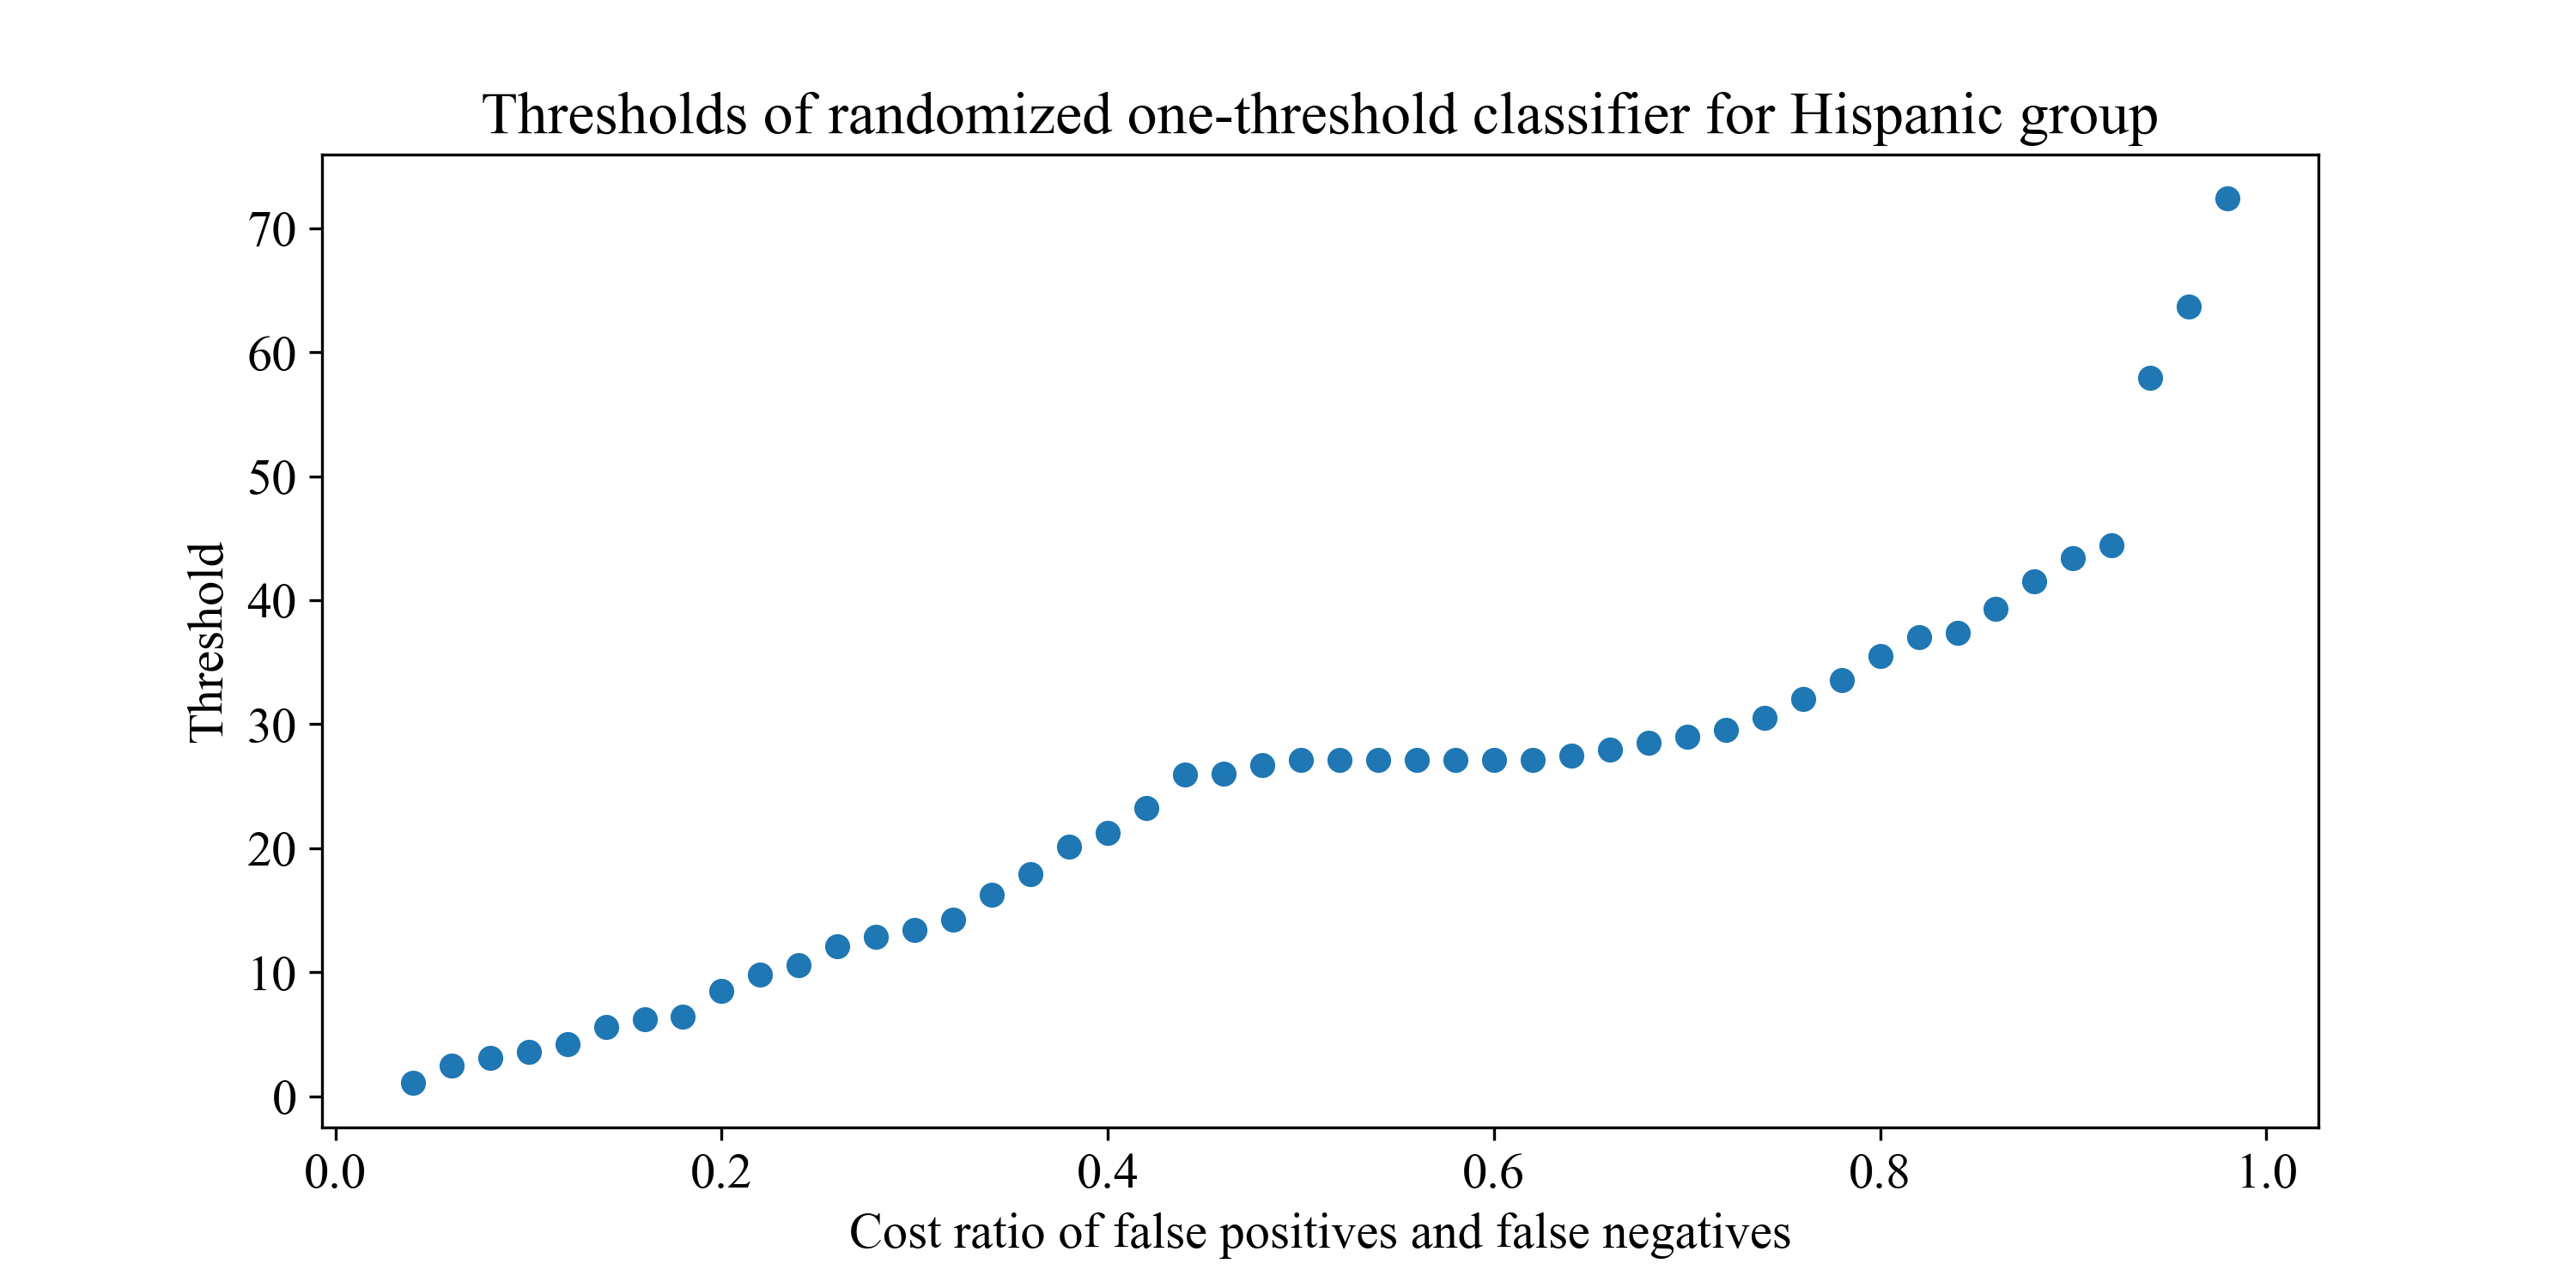 Thresholds of randomized one-threshold classifier for Hispanic group
70
60
50
40
30
20
10
0
Threshold
0.0 0.2 0.4 0.6 0.8 1.0
Cost ratio of false positives and false negatives